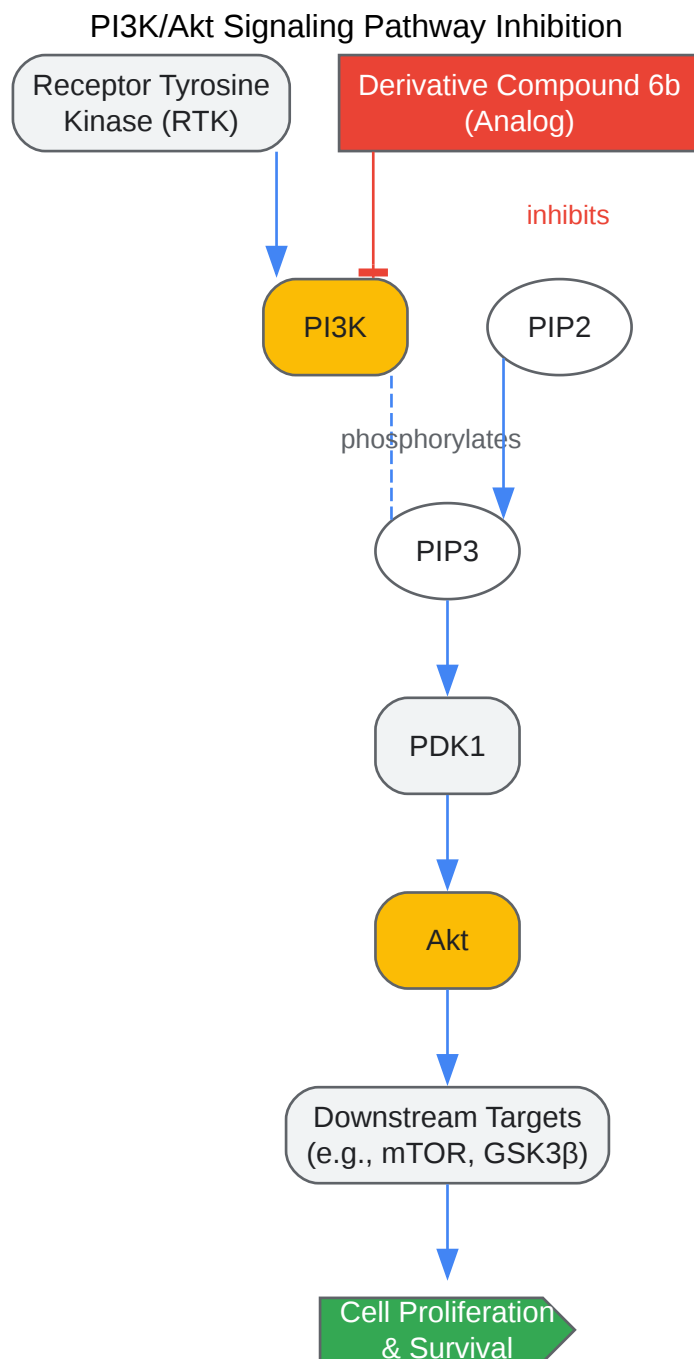 PI3K/Akt Signaling Pathway Inhibition
Receptor Tyrosine
Kinase (RTK)
Derivative Compound 6b
(Analog)
inhibits
PI3K
PIP2
phosphorylates
PIP3
PDK1
Akt
Downstream Targets
(e.g., mTOR, GSK3β)
Cell Proliferation
& Survival